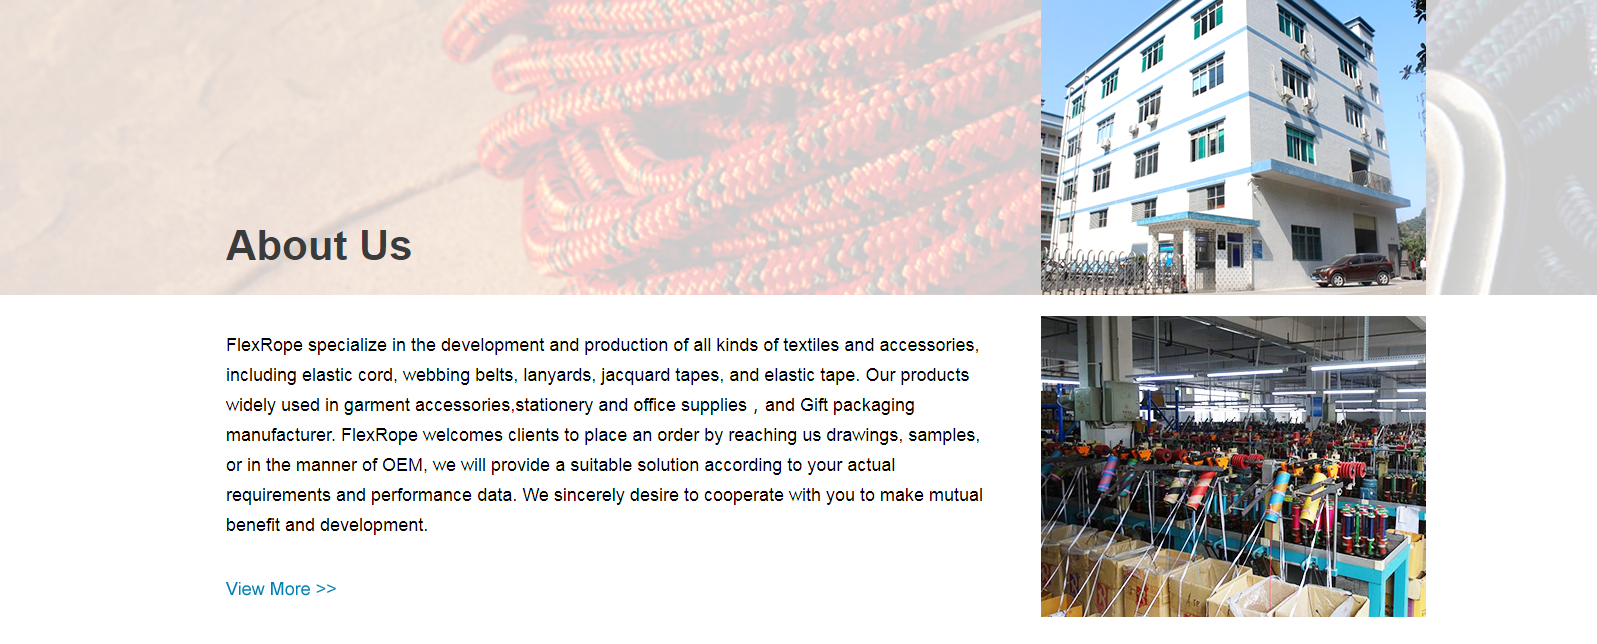 About Us
FlexRope specialize in the development and production of all kinds of textiles and accessories,
including elastic cord, webbing belts, lanyards, jacquard tapes, and elastic tape. Our products
widely used in garment accessories,stationery and office supplies，and Gift packaging
manufacturer. FlexRope welcomes clients to place an order by reaching us drawings, samples,
or in the manner of OEM, we will provide a suitable solution according to your actual
requirements and performance data. We sincerely desire to cooperate with you to make mutual
benefit and development.
View More >>